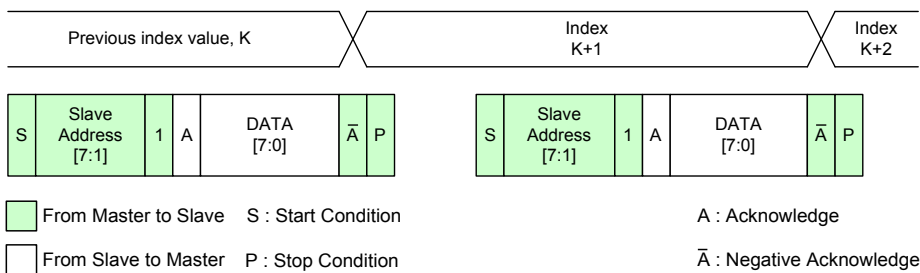 Previous index value, K
Index
K+1
Index
K+2
S
Slave
Address
[7:1]
1
A
DATA
[7:0]
A̅
P
S
Slave
Address
[7:1]
1
A
DATA
[7:0]
A̅
P
From Master to Slave
S : Start Condition
A : Acknowledge
From Slave to Master
P : Stop Condition
A̅ : Negative Acknowledge